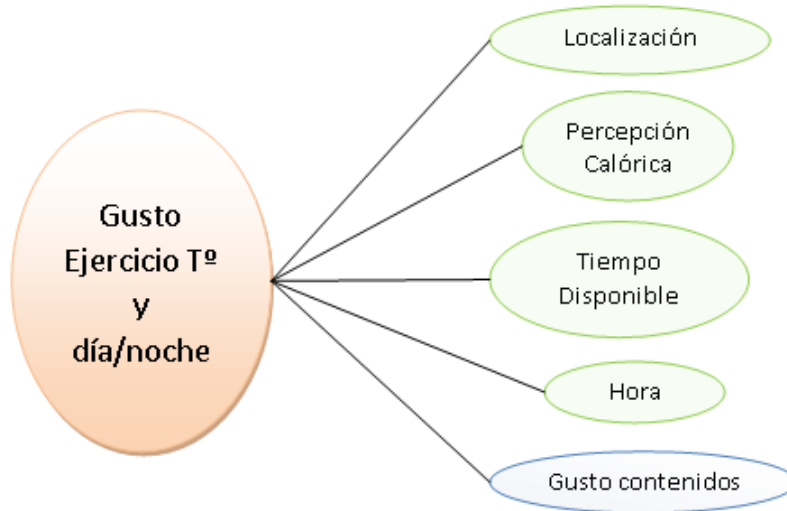 Localización
Percepción
Calórica
Gusto
Ejercicio Tº
y
día/noche
Tiempo
Disponible
Hora
Gusto contenidos